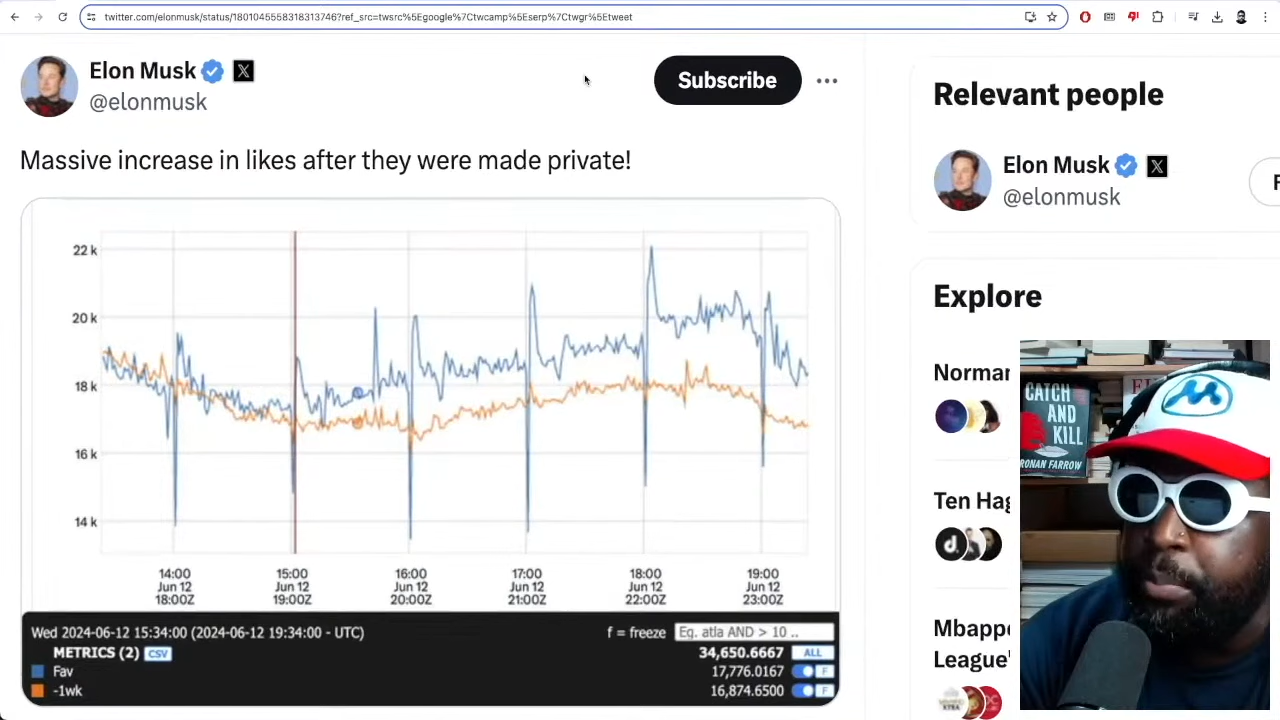 twitter.com/elonmusk/status/1801045558318313746?ref_src=twsrc%5Egoogle%7Ctwcamp%5Eserp%7Ctwgr%5Etweet
Elon Musk
@elonmusk
Subscribe
Massive increase in likes after they were made private!
22 k
20 k
18 k
16 k
14 k
14:00
Jun 12
18:00Z
15:00
Jun 12
19:00Z
16:00
Jun 12
20:00Z
17:00
Jun 12
21:00Z
18:00
Jun 12
22:00Z
19:00
Jun 12
23:00Z
Wed 2024-06-12 15:34:00 (2024-06-12 19:34:00 - UTC)
f = freeze
Eg. atla AND > 10 ..
METRICS (2) CSV
34,650.6667 ALL
Fav
17,776.0167 F
-1wk
16,874.6500 F
Relevant people
Elon Musk
@elonmusk
F
Explore
Norman
Ten Hag
Mbappe
League'
CATCH
AND
KILL
RONAN FARROW